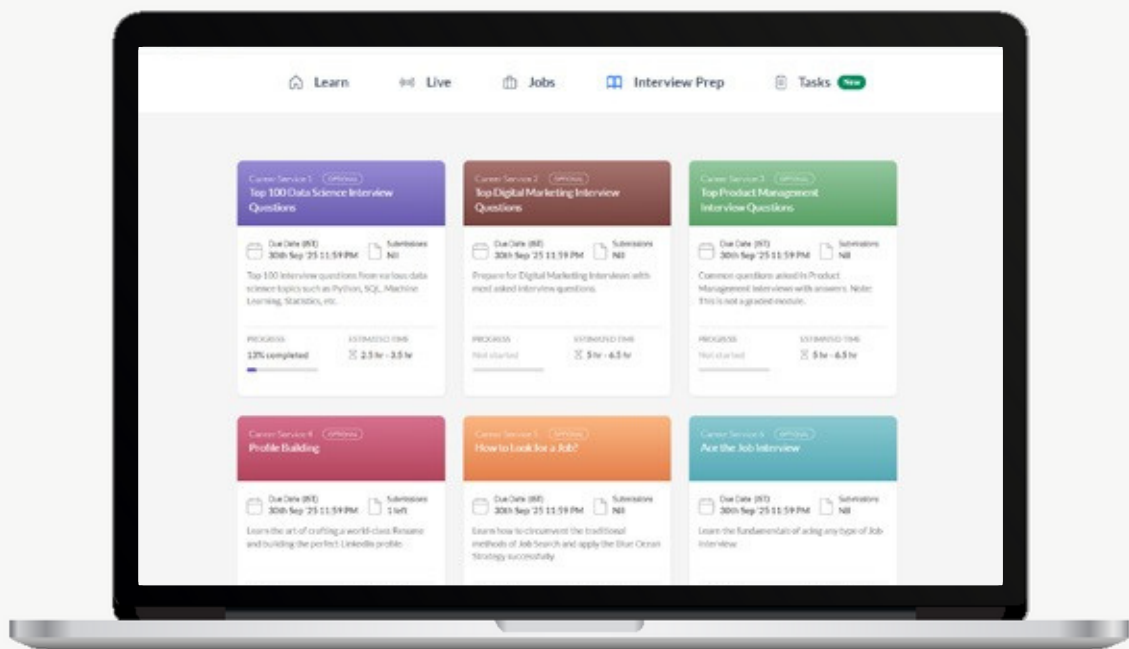 Learn Live Jobs Interview Prep Tasks New
Career Service 1 OPTIONAL
Top 100 Data Science Interview
Questions
Due Date (IST) Submissions
30th Sep '25 11:59 PM Nil
Top 100 interview questions from various data
science topics such as Python, SQL, Machine
Learning, Statistics, etc.
PROGRESS ESTIMATED TIME
13% completed 2.5 hr - 3.5 hr
Career Service 2 OPTIONAL
Top Digital Marketing Interview
Questions
Due Date (IST) Submissions
30th Sep '25 11:59 PM Nil
Prepare for Digital Marketing Interviews with
most asked interview questions.
PROGRESS ESTIMATED TIME
Not started 5 hr - 6.5 hr
Career Service 3 OPTIONAL
Top Product Management
Interview Questions
Due Date (IST) Submissions
30th Sep '25 11:59 PM Nil
Common questions asked in Product
Management interviews with answers. Note:
This is not a graded module.
PROGRESS ESTIMATED TIME
Not started 5 hr - 6.5 hr
Career Service 4 OPTIONAL
Profile Building
Due Date (IST) Submissions
30th Sep '25 11:59 PM 1 left
Learn the art of crafting a world-class Resume
and building the perfect LinkedIn profile
Career Service 5 OPTIONAL
How to Look for a Job?
Due Date (IST) Submissions
30th Sep '25 11:59 PM Nil
Learn how to circumvent the traditional
methods of Job Search and apply the Blue Ocean
Strategy successfully
Career Service 6 OPTIONAL
Ace the Job Interview
Due Date (IST) Submissions
30th Sep '25 11:59 PM Nil
Learn the fundamentals of acing any type of Job
Interview